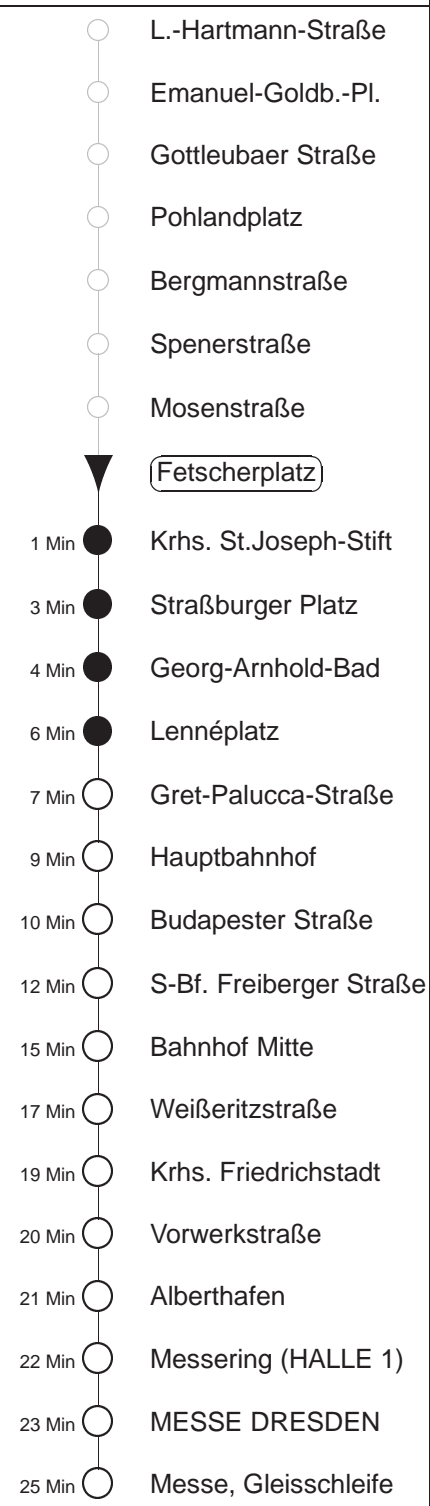 L.-Hartmann-Straße
Emanuel-Goldb.-Pl.
Gottleubaer Straße
Pohlandplatz
Bergmannstraße
Spenerstraße
Mosenstraße
Fetscherplatz
1 Min Krhs. St.Joseph-Stift
3 Min Straßburger Platz
4 Min Georg-Arnhold-Bad
6 Min Lennéplatz
7 Min Gret-Palucca-Straße
9 Min Hauptbahnhof
10 Min Budapester Straße
12 Min S-Bf. Freiberger Straße
15 Min Bahnhof Mitte
17 Min Weißeritzstraße
19 Min Krhs. Friedrichstadt
20 Min Vorwerkstraße
21 Min Alberthafen
22 Min Messering (HALLE 1)
23 Min MESSE DRESDEN
25 Min Messe, Gleisschleife